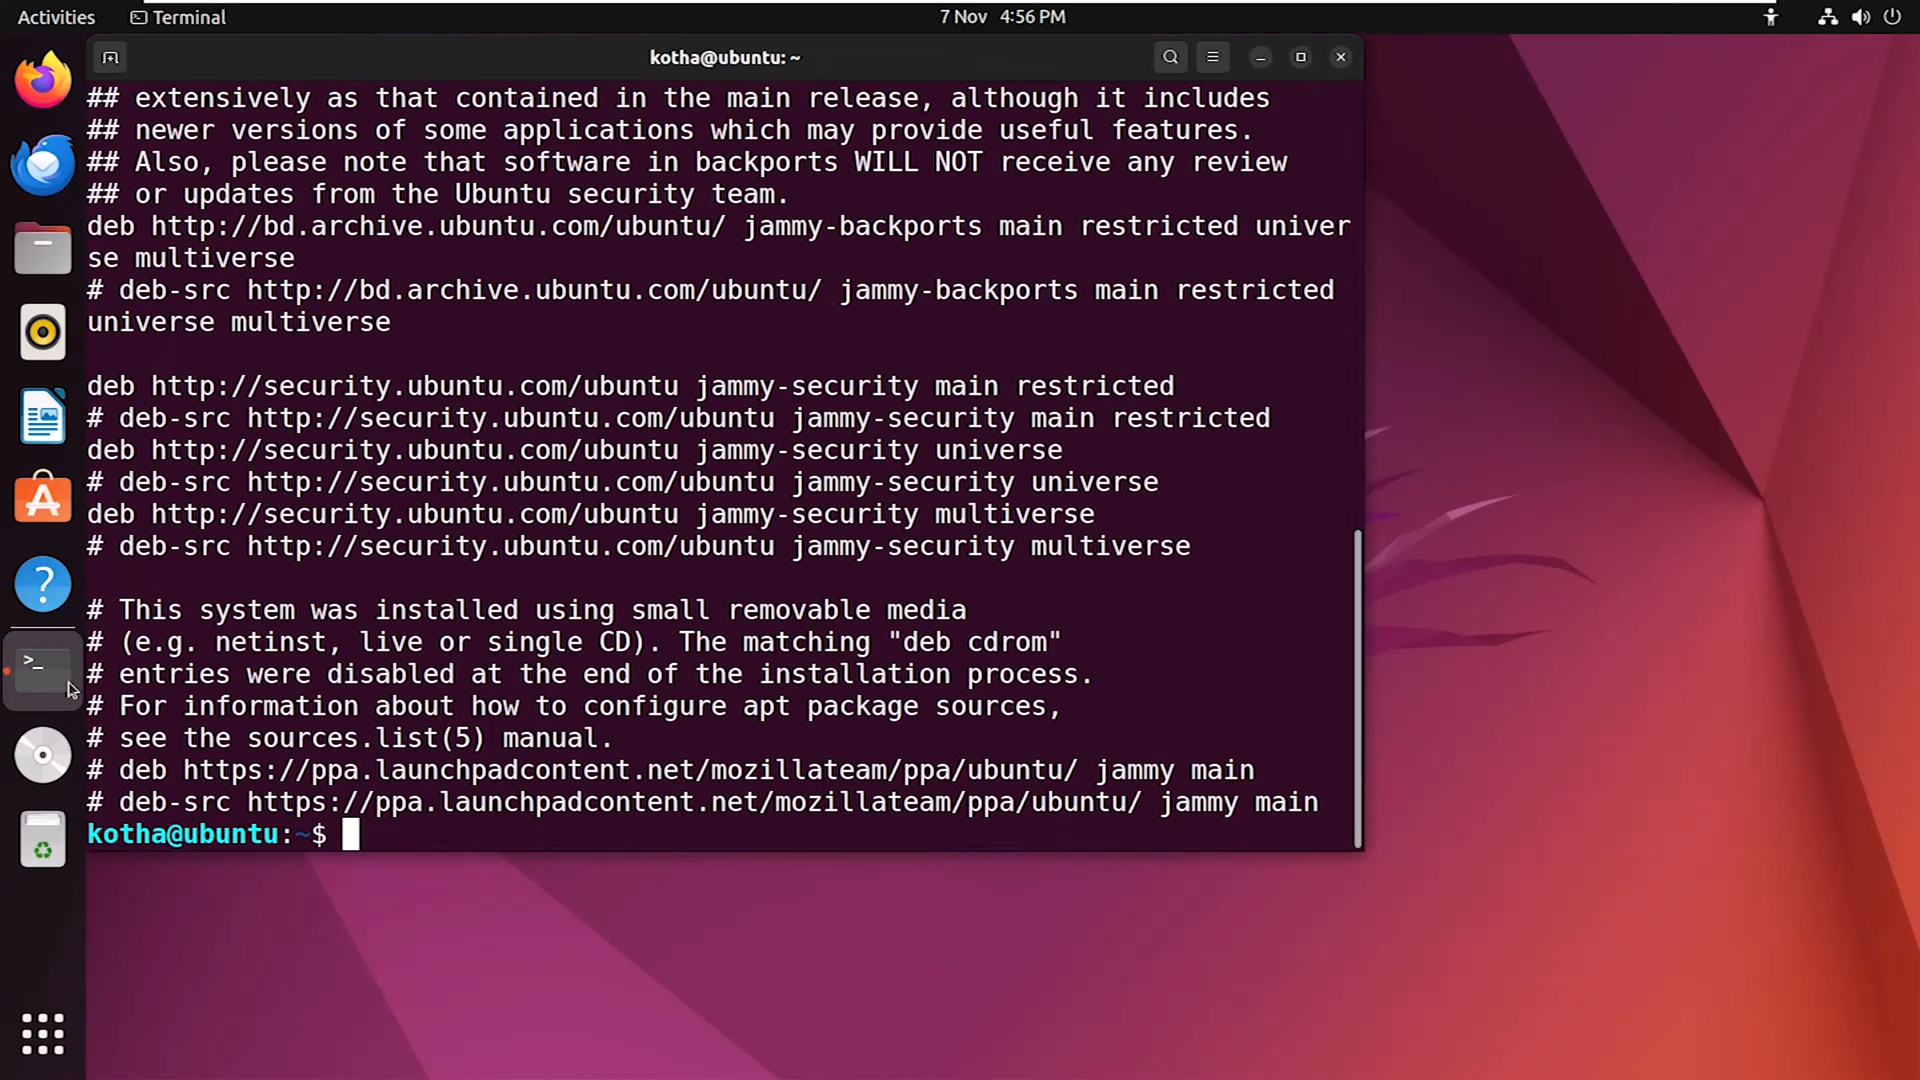 Activities Terminal 7 Nov 4:56 PM
kotha@ubuntu: ~
## extensively as that contained in the main release, although it includes
## newer versions of some applications which may provide useful features.
## Also, please note that software in backports WILL NOT receive any review
## or updates from the Ubuntu security team.
deb http://bd.archive.ubuntu.com/ubuntu/ jammy-backports main restricted univer
se multiverse
# deb-src http://bd.archive.ubuntu.com/ubuntu/ jammy-backports main restricted
universe multiverse
deb http://security.ubuntu.com/ubuntu jammy-security main restricted
# deb-src http://security.ubuntu.com/ubuntu jammy-security main restricted
deb http://security.ubuntu.com/ubuntu jammy-security universe
# deb-src http://security.ubuntu.com/ubuntu jammy-security universe
deb http://security.ubuntu.com/ubuntu jammy-security multiverse
# deb-src http://security.ubuntu.com/ubuntu jammy-security multiverse
# This system was installed using small removable media
# (e.g. netinst, live or single CD). The matching "deb cdrom"
# entries were disabled at the end of the installation process.
# For information about how to configure apt package sources,
# see the sources.list(5) manual.
# deb https://ppa.launchpadcontent.net/mozillateam/ppa/ubuntu/ jammy main
# deb-src https://ppa.launchpadcontent.net/mozillateam/ppa/ubuntu/ jammy main
kotha@ubuntu:~$